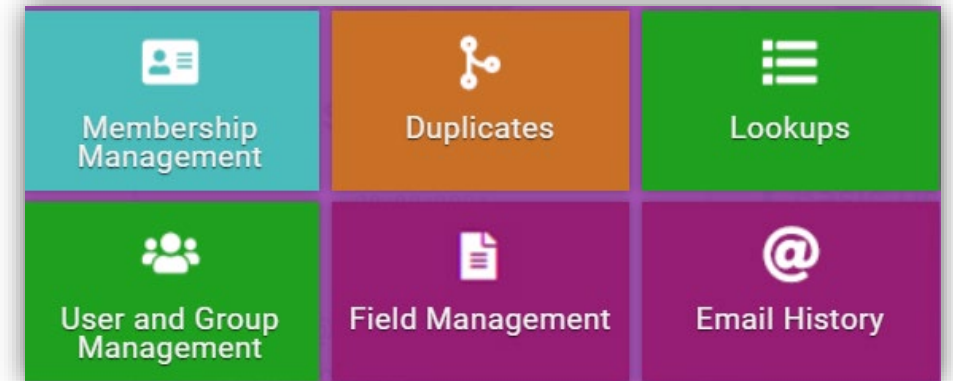 Membership
Management
Duplicates
Lookups
User and Group
Management
Field Management
Email History